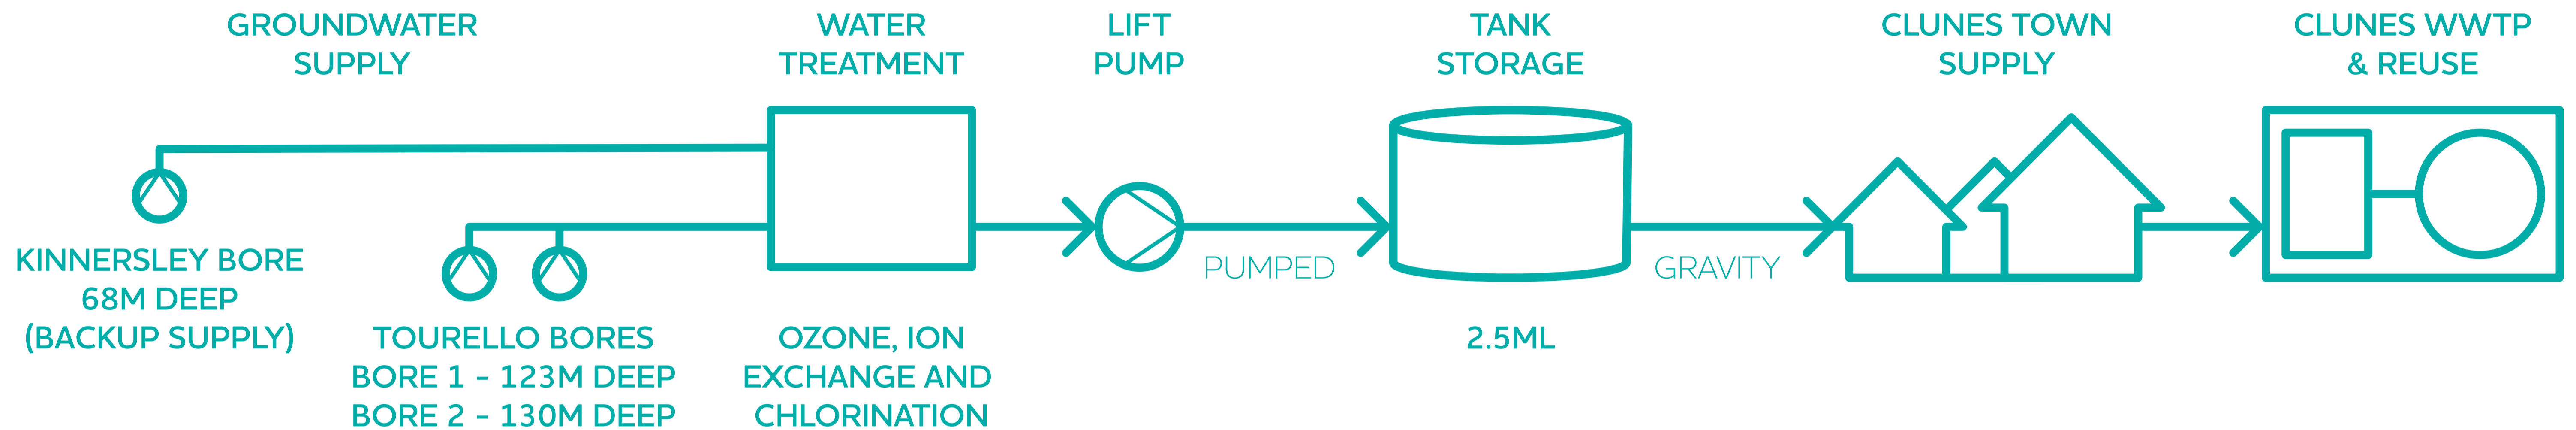 GROUNDWATER
SUPPLY
WATER
TREATMENT
LIFT
PUMP
TANK
STORAGE
CLUNES TOWN
SUPPLY
CLUNES WWTP
& REUSE
KINNERSLEY BORE
68M DEEP
(BACKUP SUPPLY)
TOURELLO BORES
BORE 1 - 123M DEEP
BORE 2 - 130M DEEP
OZONE, ION
EXCHANGE AND
CHLORINATION
PUMPED
2.5ML
GRAVITY